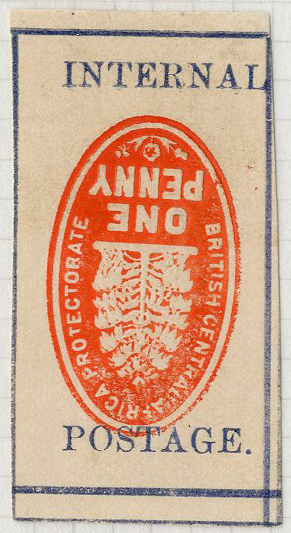 INTERNAL
ONE
PENNY
BRITISH CENTRAL AFRICA PROTECTORATE
POSTAGE.